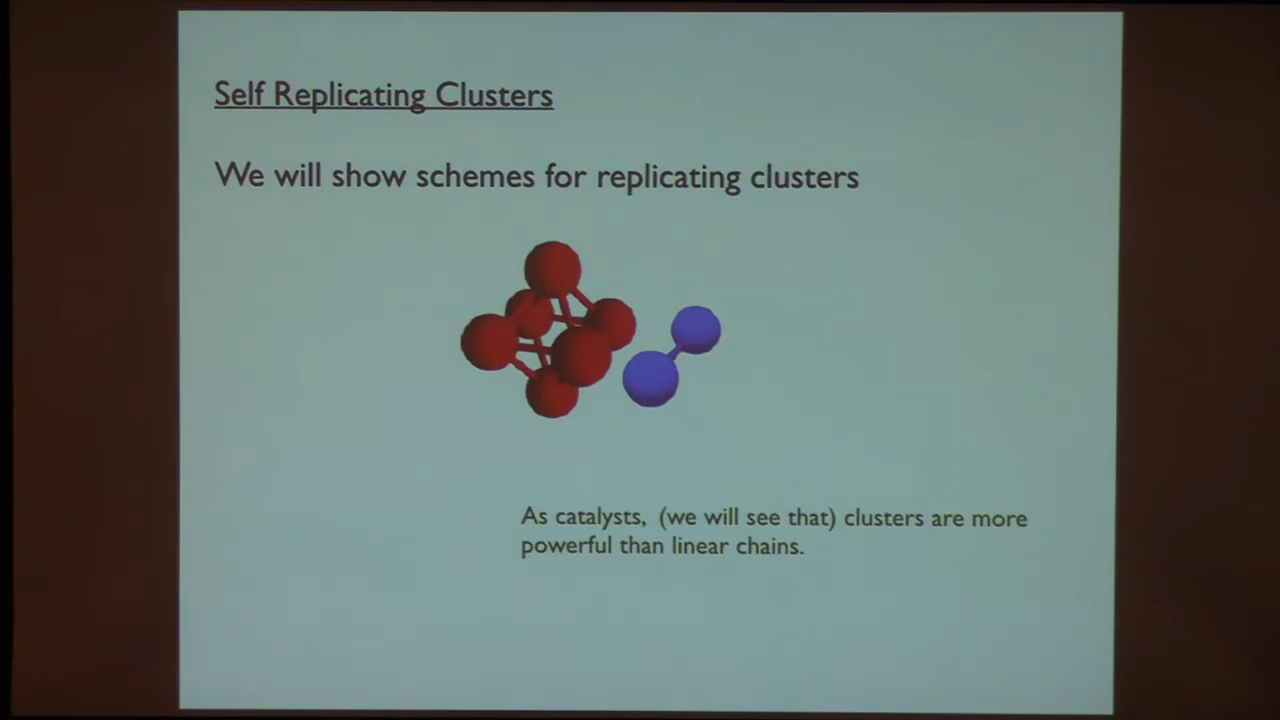 Self Replicating Clusters
We will show schemes for replicating clusters
As catalysts, (we will see that) clusters are more
powerful than linear chains.